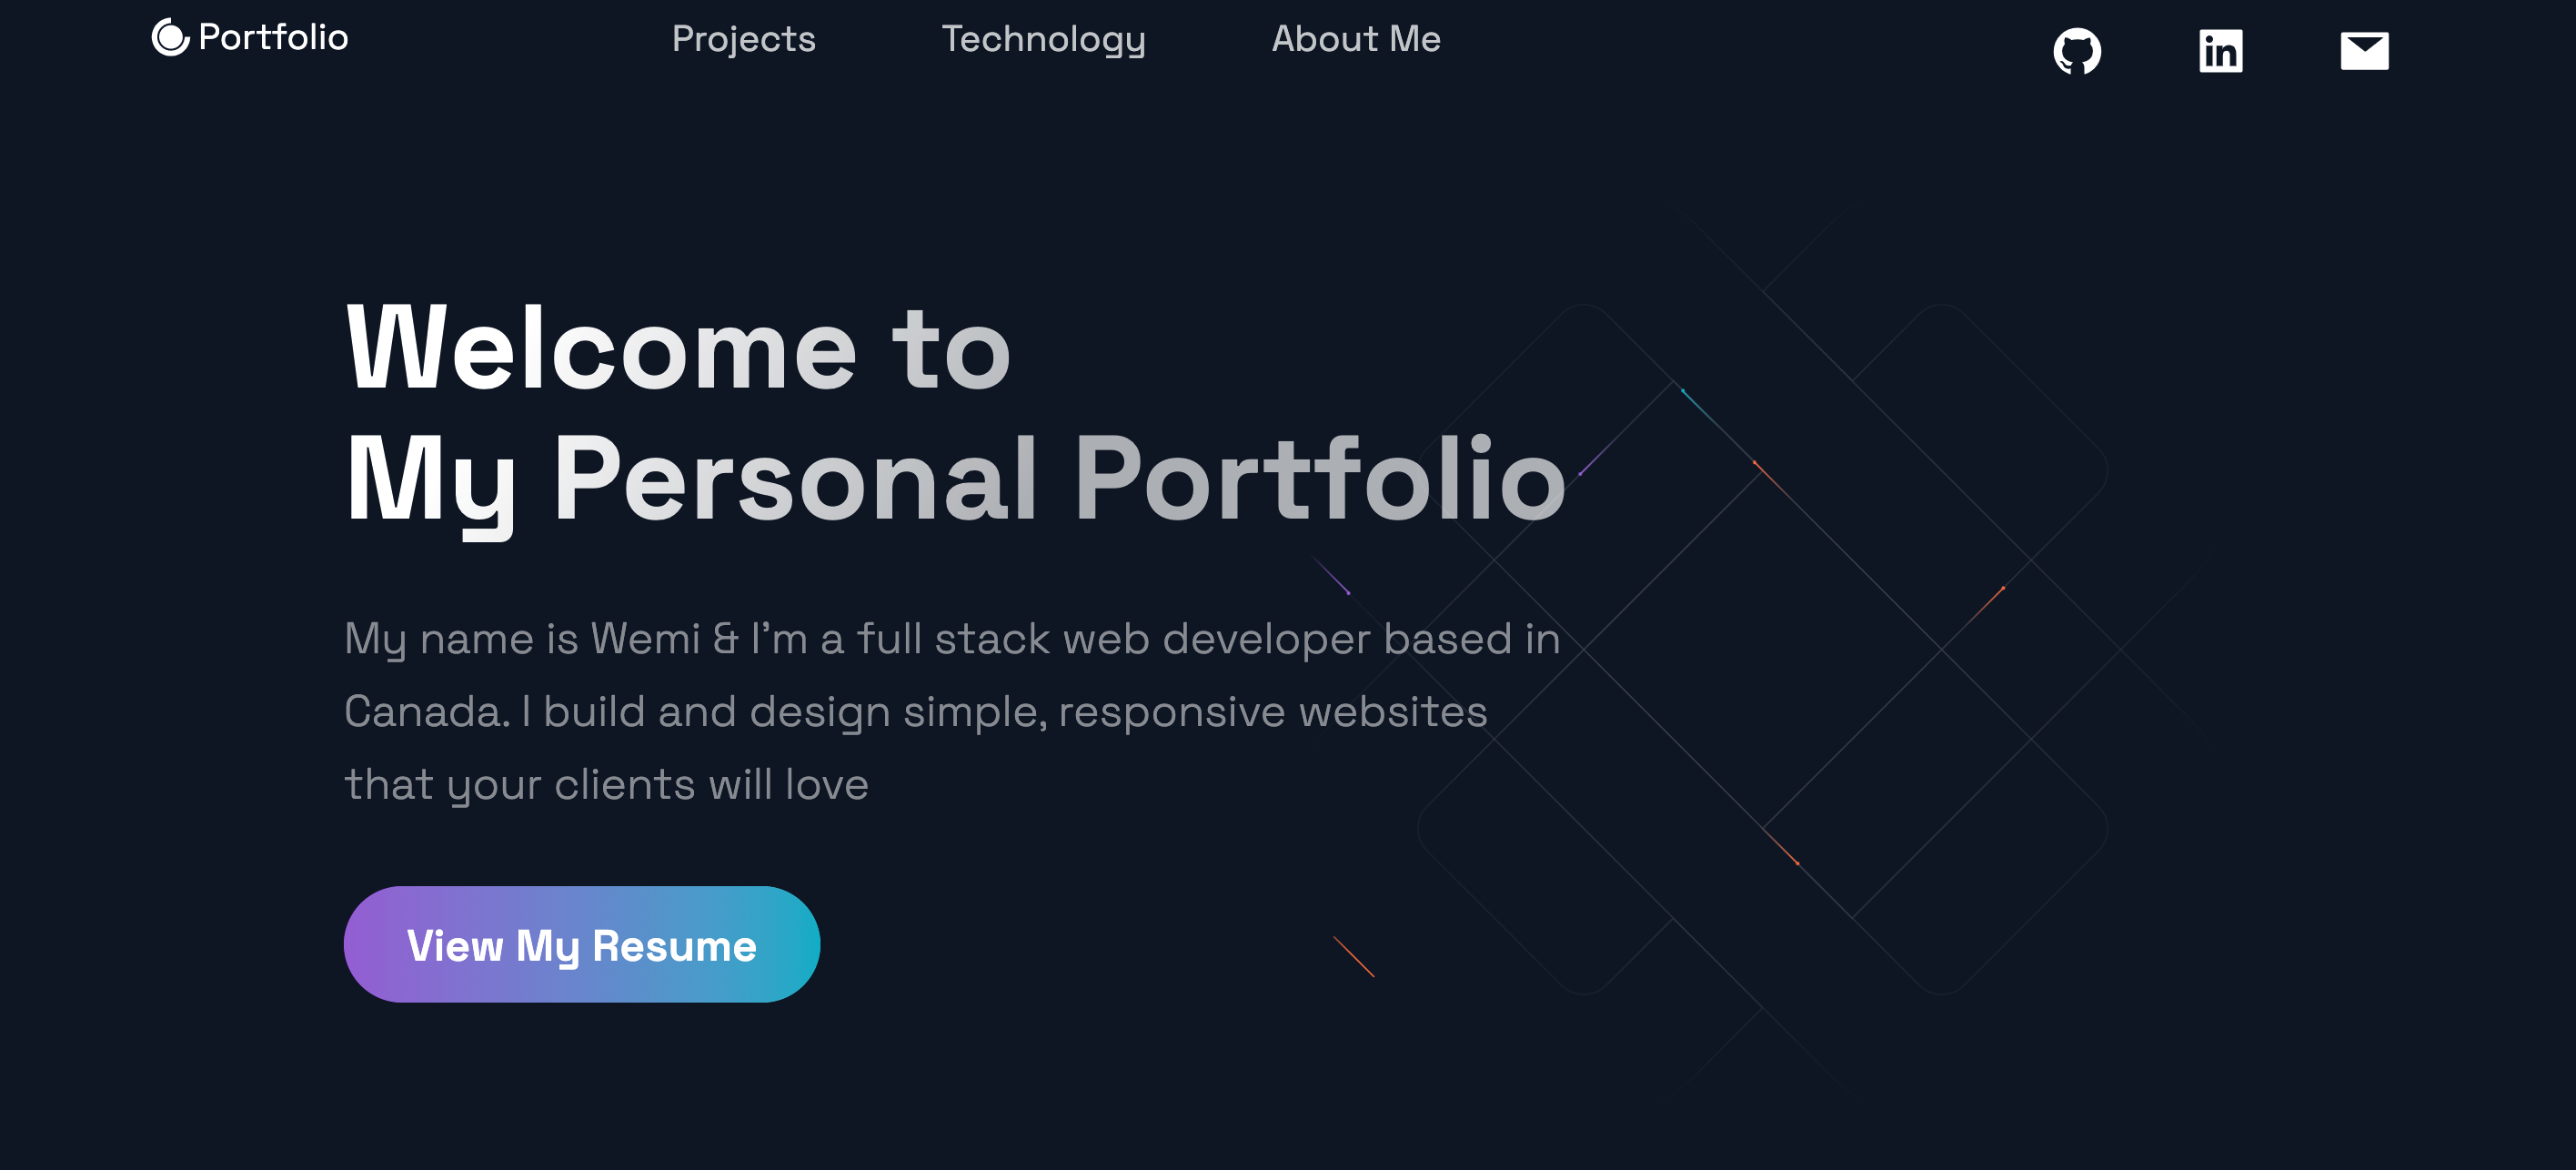 Portfolio
Projects
Technology
About Me
in
Welcome to
My Personal Portfolio
My name is Wemi & I'm a full stack web developer based in
Canada. I build and design simple, responsive websites
that your clients will love
View My Resume